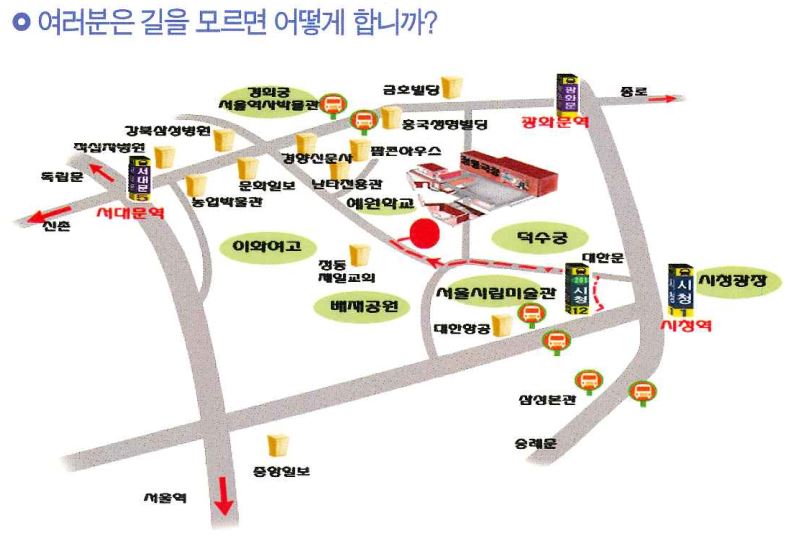 여러분은 길을 모르면 어떻게 합니까?
경희궁
서울역사박물관
금호빌딩
광화문
종로
광화문역
강북삼성병원
적십자병원
흥국생명빌딩
경향신문사
팔콘하우스
정동극장
독립문
서대문
5
서대문역
신촌
문화일보
농업박물관
난타전용관
예원학교
이화여고
정동
제일교회
배재공원
덕수궁
대한문
서울시립미술관
시청
12
시청
11
시청광장
시청역
대한항공
삼성본관
숭례문
중앙일보
서울역